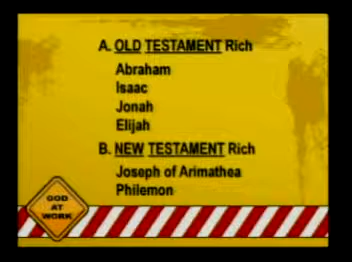 A. OLD TESTAMENT Rich
Abraham
Isaac
Jonah
Elijah
B. NEW TESTAMENT Rich
Joseph of Arimathea
Philemon
GOD
AT
WORK